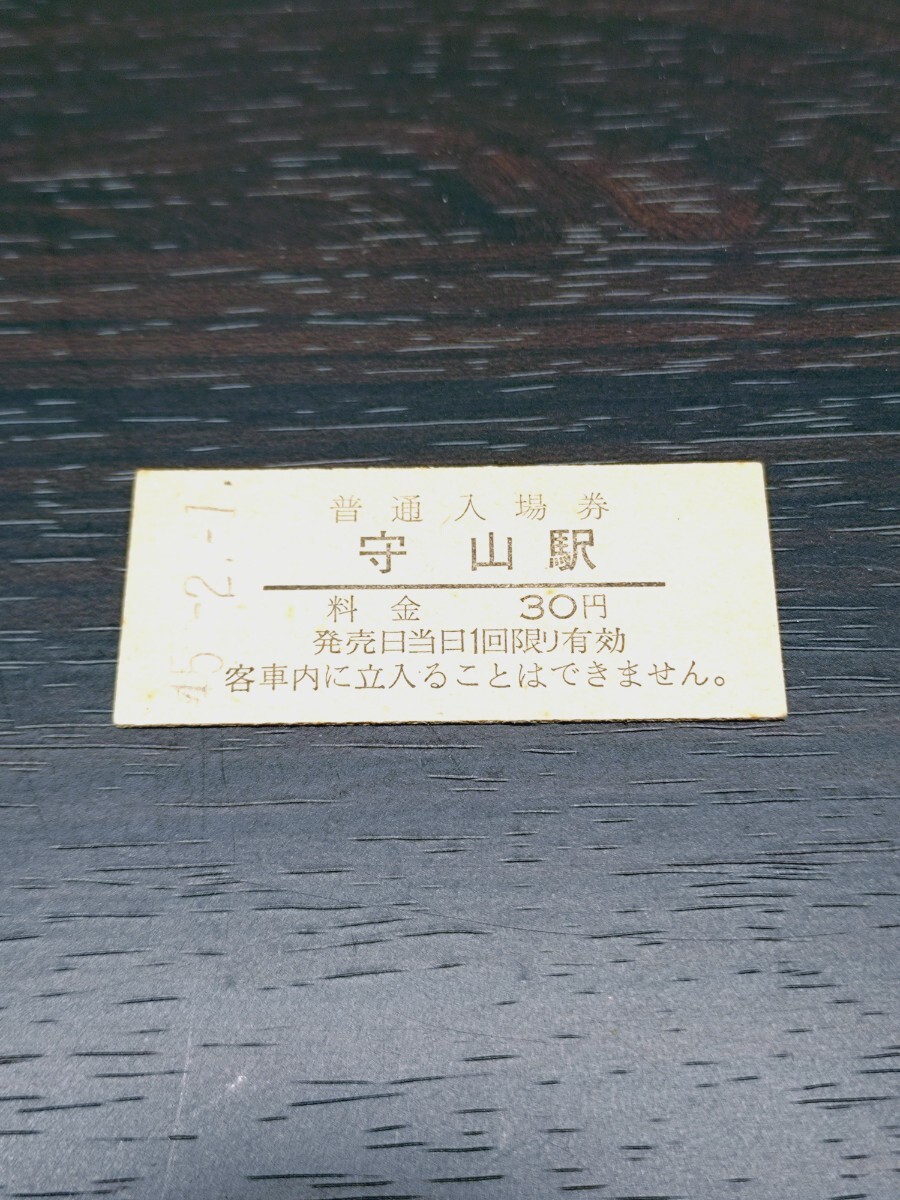 45.-2.-1.
普通入場券
守山駅
料金 30円
発売日当日1回限り有効
客車内に立入ることはできません。